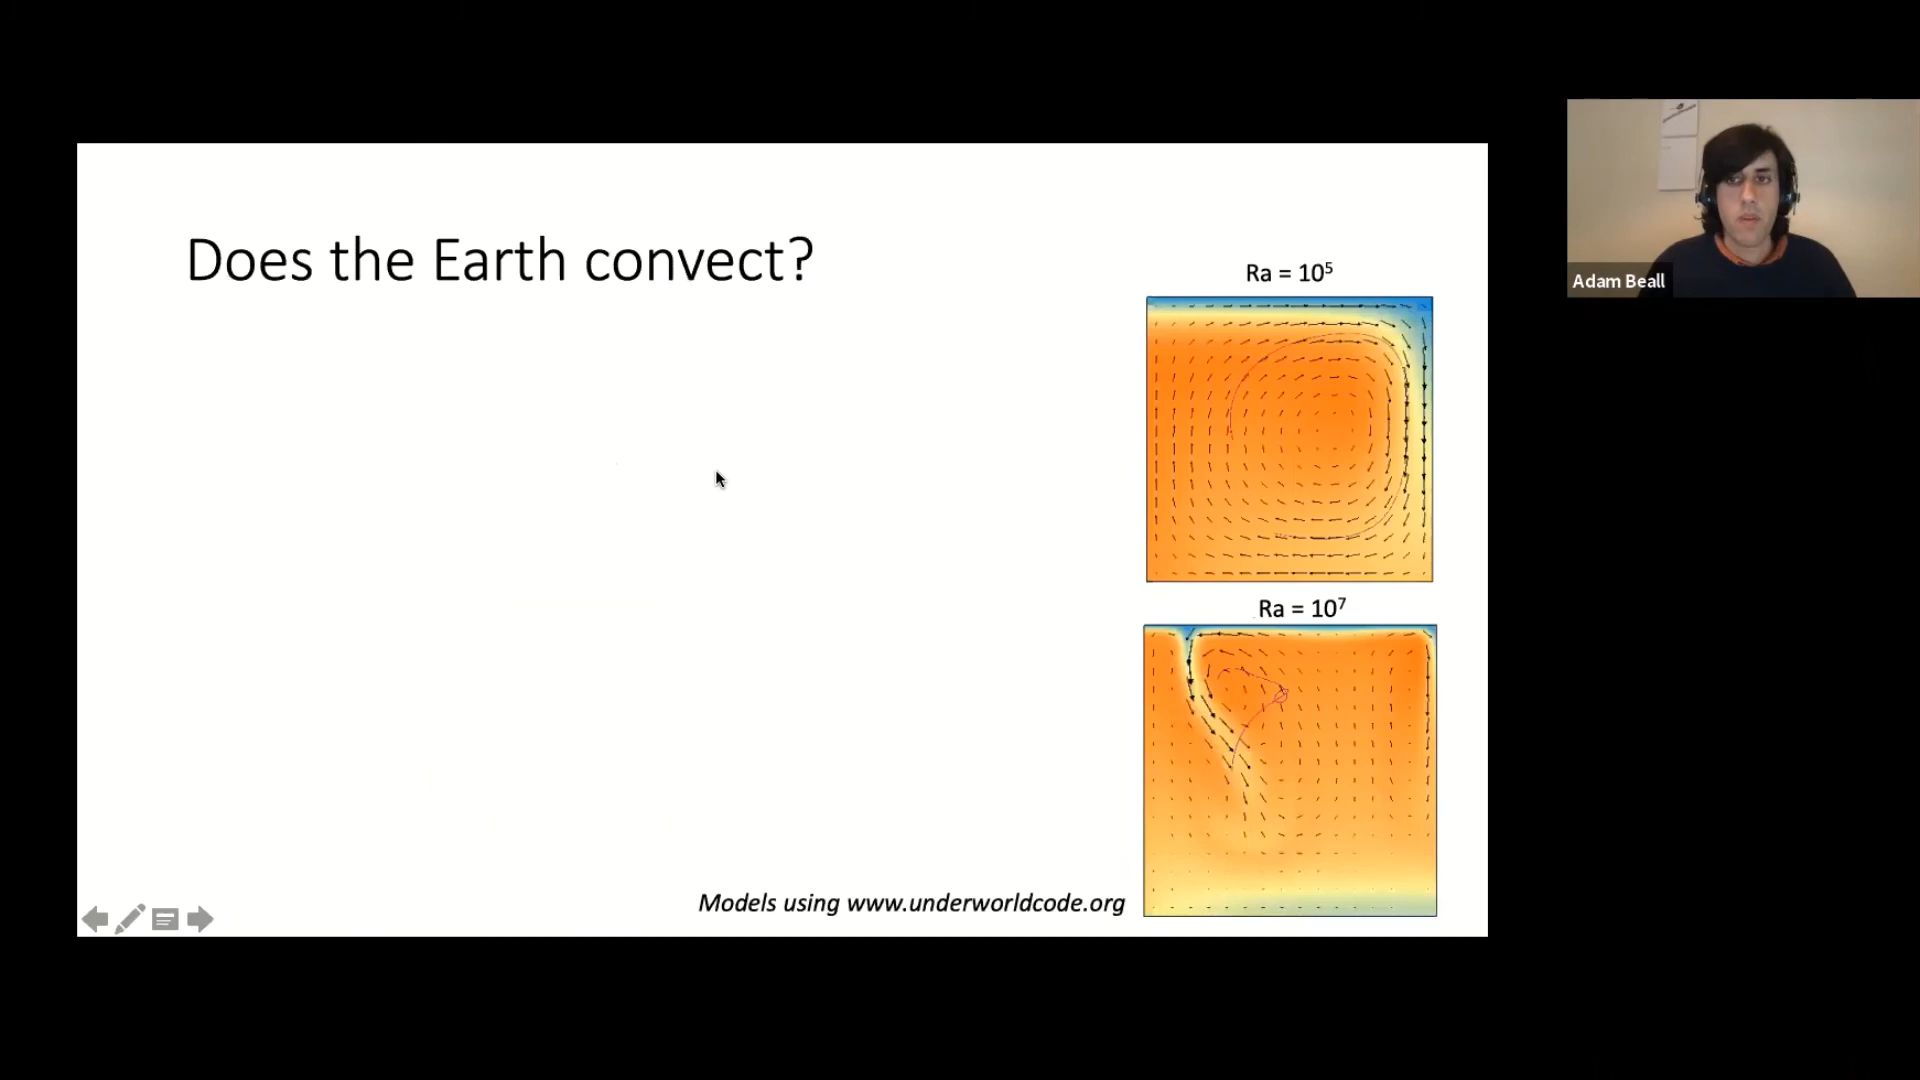 Does the Earth convect?
Ra = 10⁵
Ra = 10⁷
Models using www.underworldcode.org
Adam Beall